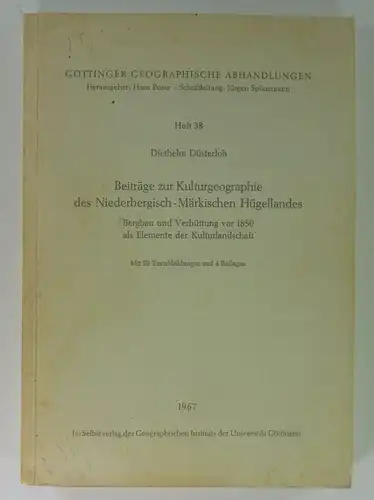 GÖTTINGER GEOGRAPHISCHE ABHANDLUNGEN
Herausgeber: Hans Poser – Schriftleitung: Jürgen Spönemann
Heft 38
Diethelm Düsterloh
Beiträge zur Kulturgeographie
des Niederbergisch-Märkischen Hügellandes
Bergbau und Verhüttung vor 1850
als Elemente der Kulturlandschaft
Mit Textabbildungen und 4 Beilagen
1967
Im Selbstverlag des Geographischen Instituts der Universität Göttingen